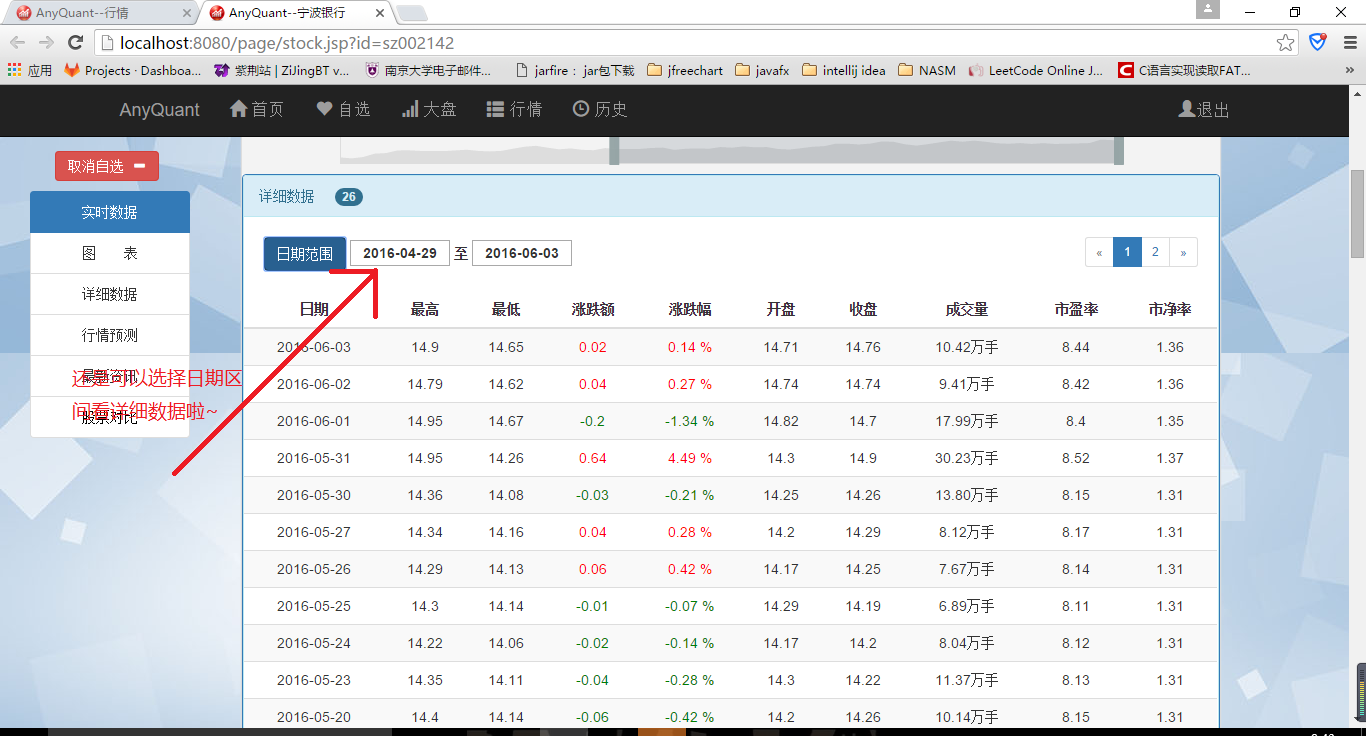 AnyQuant--行情
AnyQuant--宁波银行
localhost:8080/page/stock.jsp?id=sz002142
应用 Projects · Dashboa... 紫荆站 | ZiJingBT v... 南京大学电子邮件... jarfire : jar包下载 jfreechart javafx intellij idea NASM LeetCode Online J... C语言实现读取FAT... »
AnyQuant 首页 自选 大盘 行情 历史 退出
取消自选
实时数据
图 表
详细数据
行情预测
最新资讯
股票对比
还是可以选择日期区
间看详细数据啦~
详细数据 26
日期范围 2016-04-29 至 2016-06-03 « 1 2 »
日期 最高 最低 涨跌额 涨跌幅 开盘 收盘 成交量 市盈率 市净率
2016-06-03 14.9 14.65 0.02 0.14 % 14.71 14.76 10.42万手 8.44 1.36
2016-06-02 14.79 14.62 0.04 0.27 % 14.74 14.74 9.41万手 8.42 1.36
2016-06-01 14.95 14.67 -0.2 -1.34 % 14.82 14.7 17.99万手 8.4 1.35
2016-05-31 14.95 14.26 0.64 4.49 % 14.3 14.9 30.23万手 8.52 1.37
2016-05-30 14.36 14.08 -0.03 -0.21 % 14.25 14.26 13.80万手 8.15 1.31
2016-05-27 14.34 14.16 0.04 0.28 % 14.2 14.29 8.12万手 8.17 1.31
2016-05-26 14.29 14.13 0.06 0.42 % 14.17 14.25 7.67万手 8.14 1.31
2016-05-25 14.3 14.14 -0.01 -0.07 % 14.29 14.19 6.89万手 8.11 1.31
2016-05-24 14.22 14.06 -0.02 -0.14 % 14.17 14.2 8.04万手 8.12 1.31
2016-05-23 14.35 14.11 -0.04 -0.28 % 14.3 14.22 11.37万手 8.13 1.31
2016-05-20 14.4 14.14 -0.06 -0.42 % 14.2 14.26 10.14万手 8.15 1.31